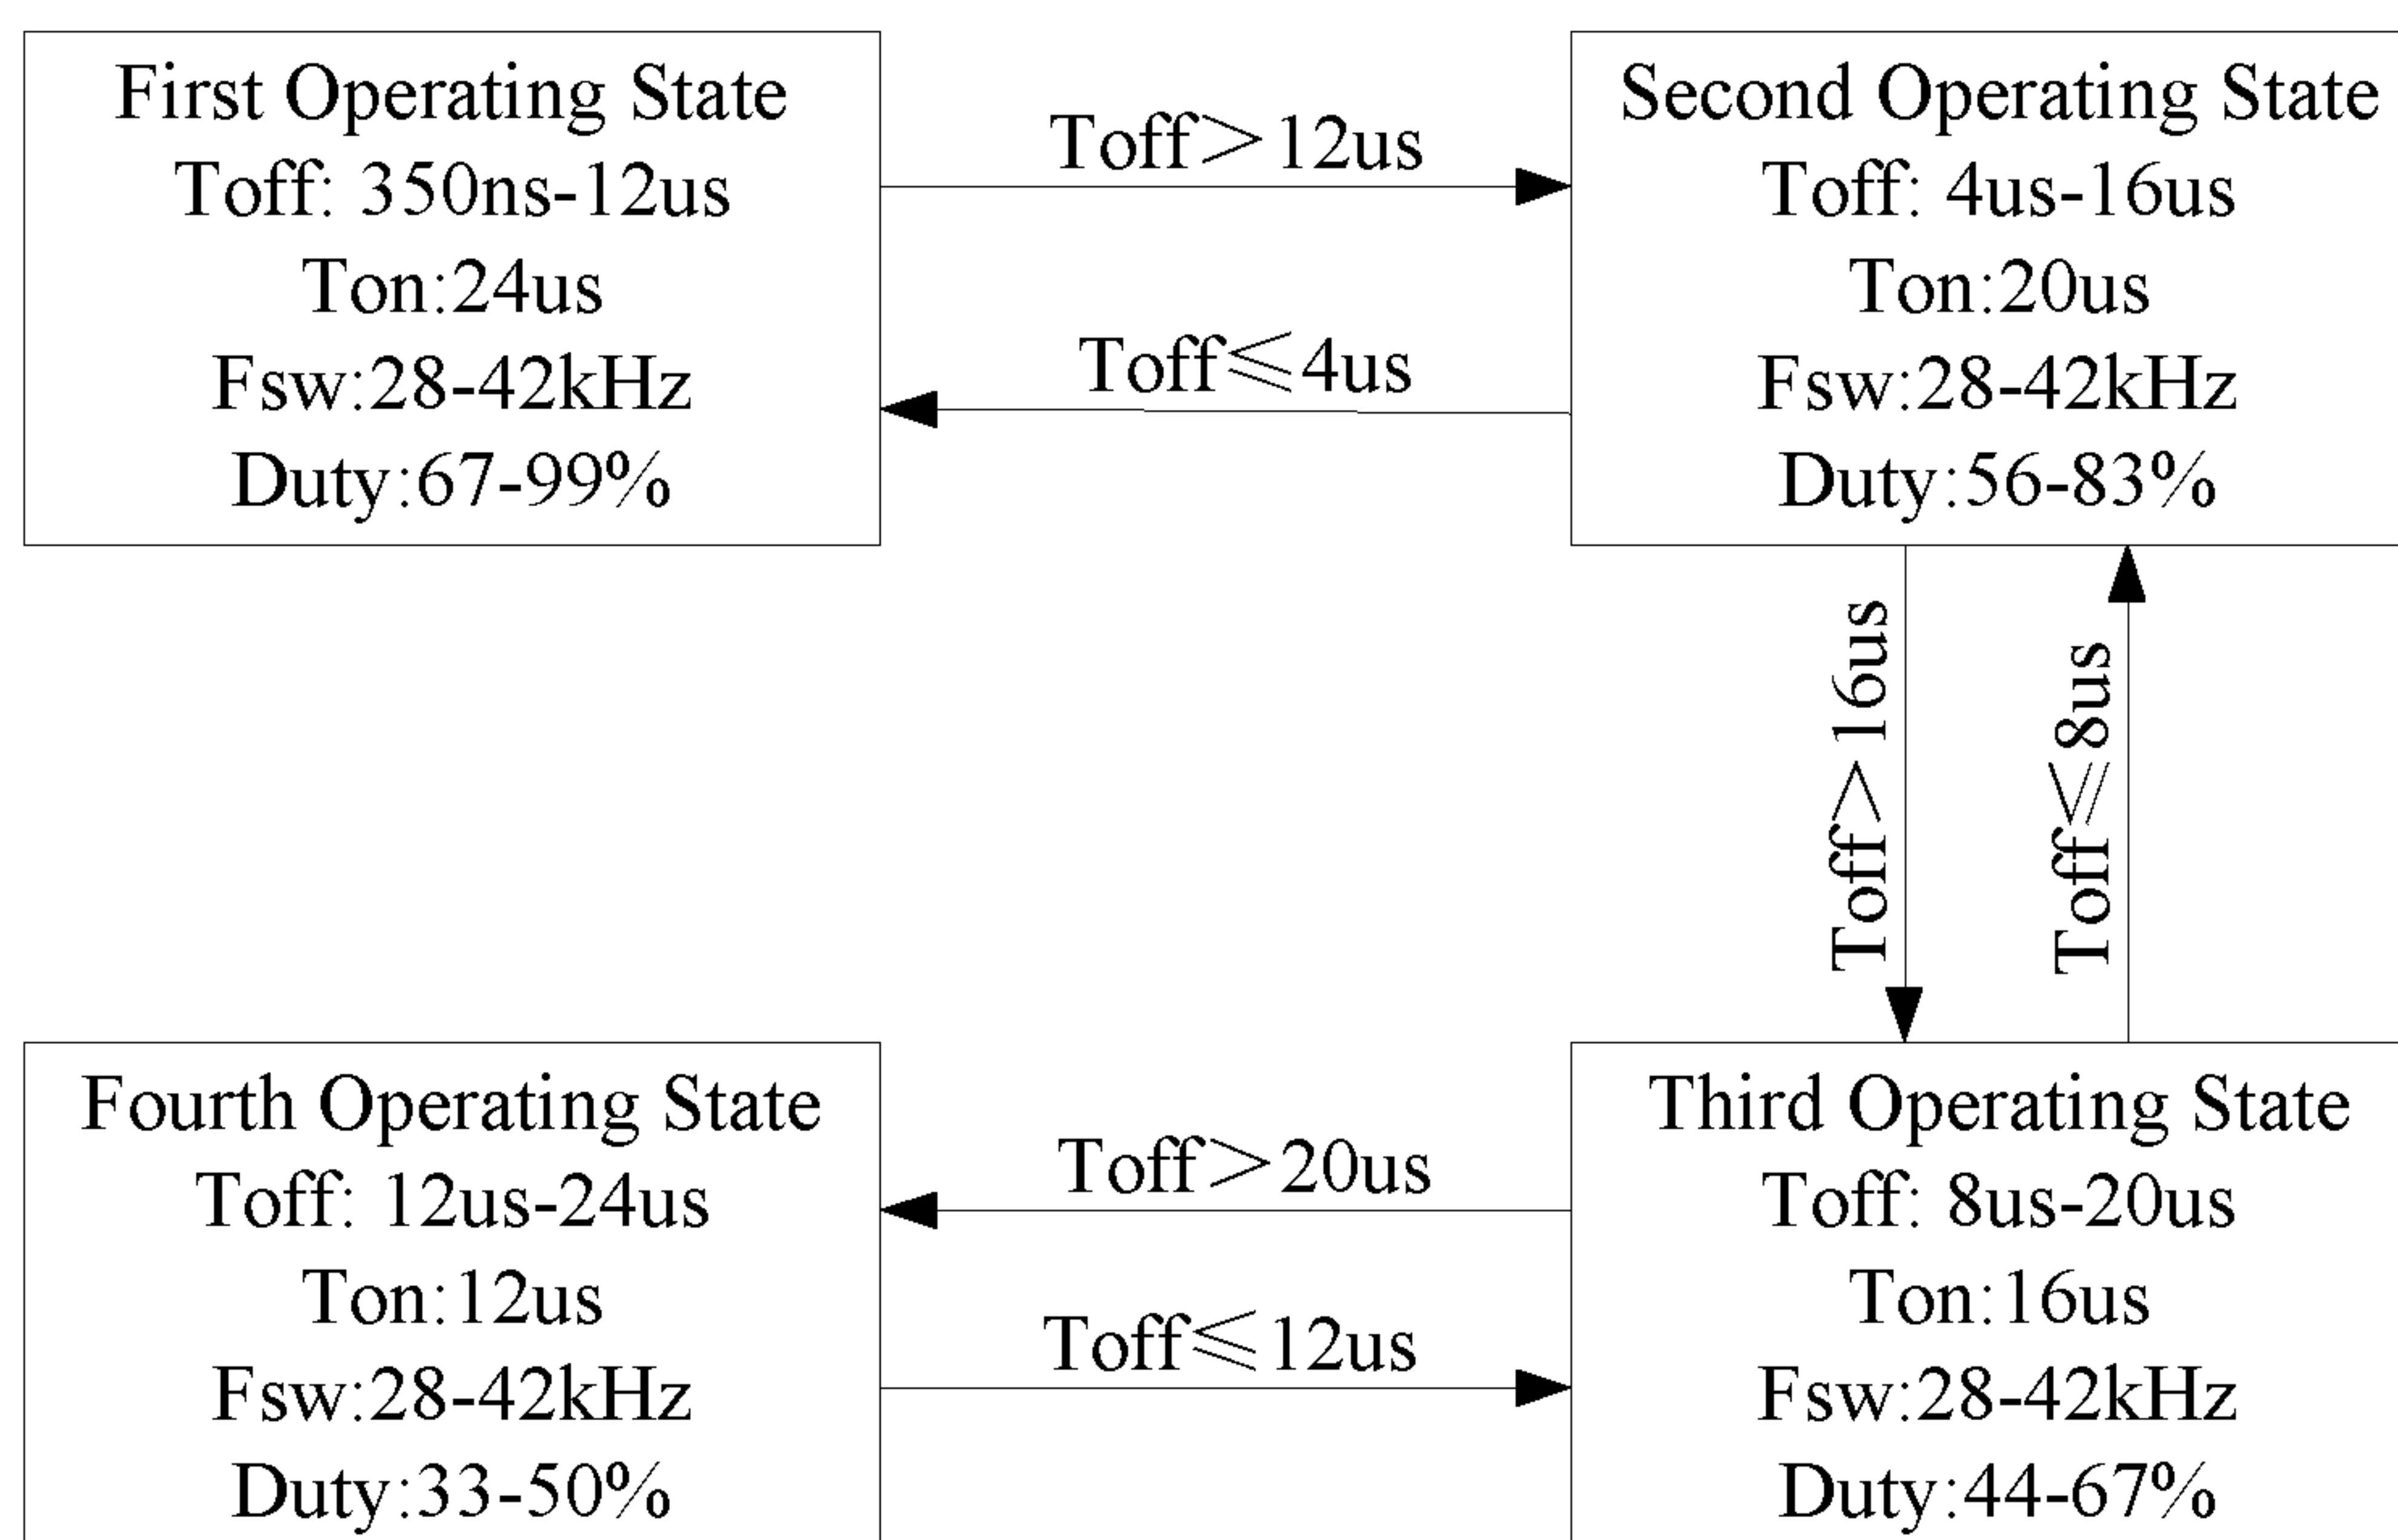 First Operating State
Toff: 350ns-12us
Ton:24us
Fsw:28-42kHz
Duty:67-99%
Toff>12us
Toff≤4us
Second Operating State
Toff: 4us-16us
Ton:20us
Fsw:28-42kHz
Duty:56-83%
Toff>16us
Toff≤8us
Fourth Operating State
Toff: 12us-24us
Ton:12us
Fsw:28-42kHz
Duty:33-50%
Toff>20us
Toff≤12us
Third Operating State
Toff: 8us-20us
Ton:16us
Fsw:28-42kHz
Duty:44-67%